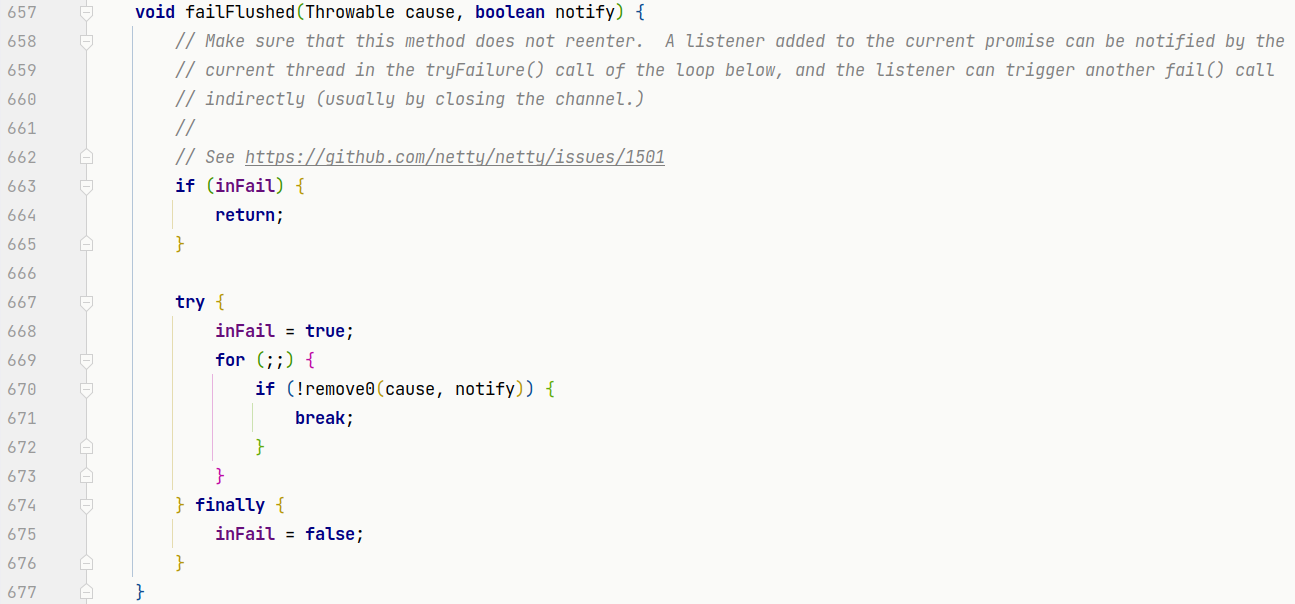 657 void failFlushed(Throwable cause, boolean notify) {
658 // Make sure that this method does not reenter.  A listener added to the current promise can be notified by the
659 // current thread in the tryFailure() call of the loop below, and the listener can trigger another fail() call
660 // indirectly (usually by closing the channel.)
661 //
662 // See https://github.com/netty/netty/issues/1501
663 if (inFail) {
664 return;
665 }
666
667 try {
668 inFail = true;
669 for (;;) {
670 if (!remove0(cause, notify)) {
671 break;
672 }
673 }
674 } finally {
675 inFail = false;
676 }
677 }